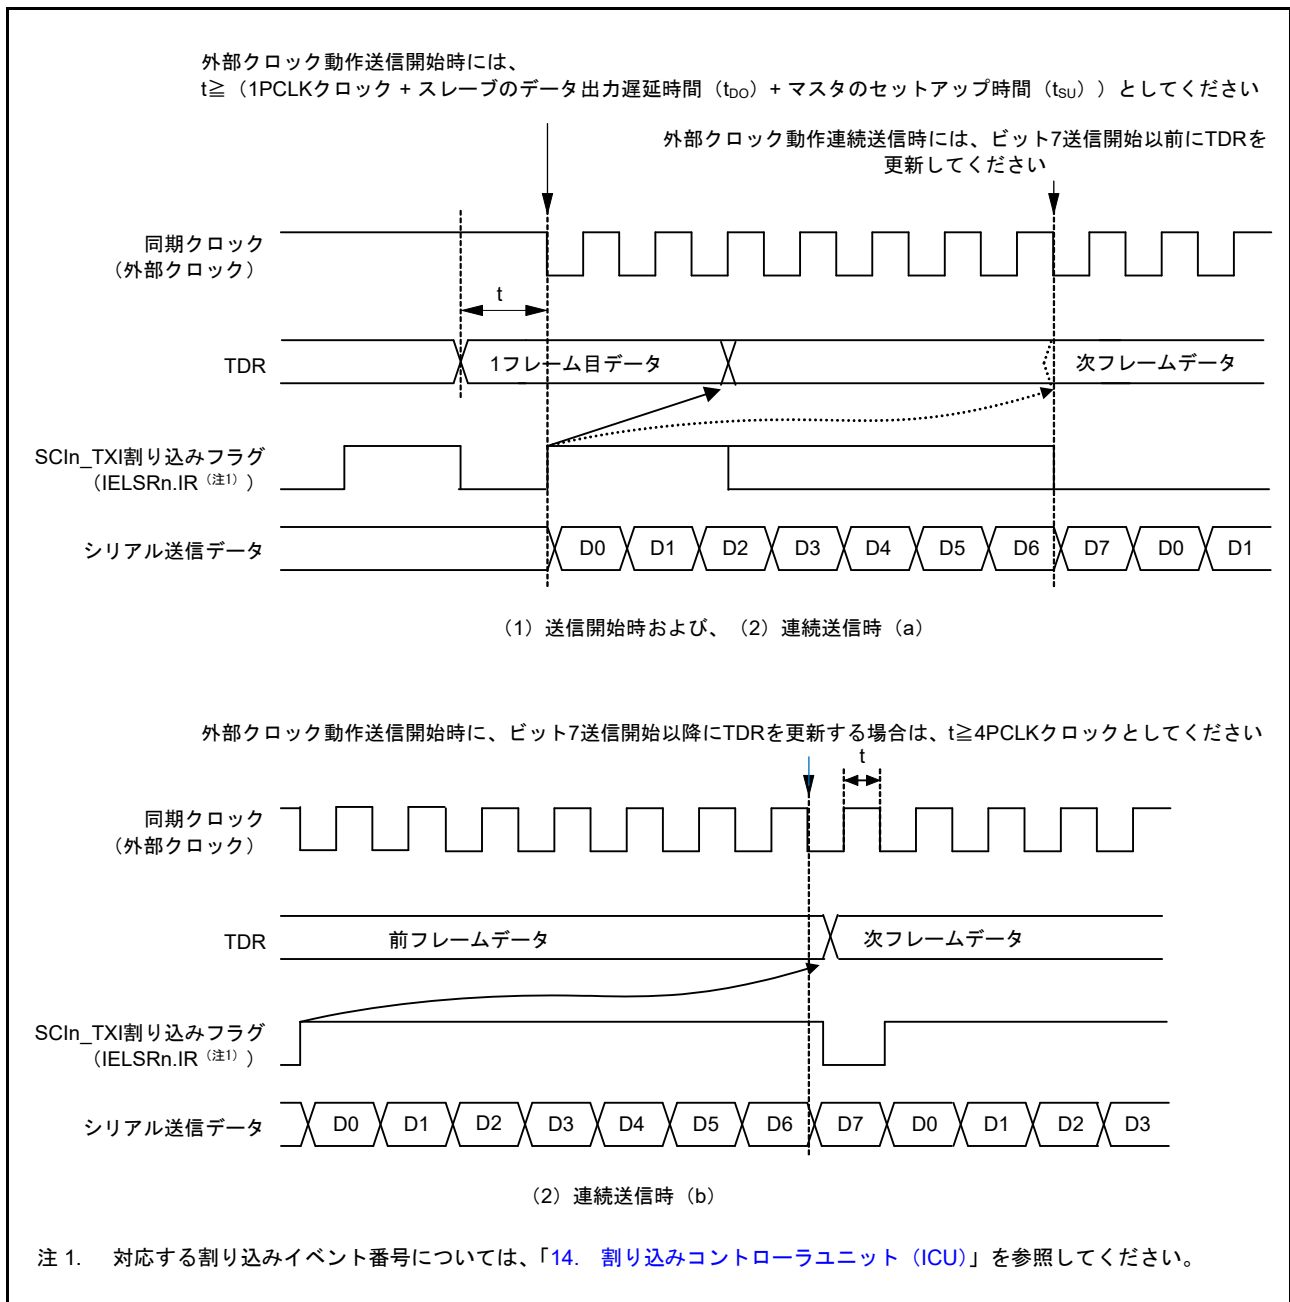 外部クロック動作送信開始時には、
t≧（1PCLKクロック + スレーブのデータ出力遅延時間（tDO）+ マスタのセットアップ時間（tSU））としてください
外部クロック動作連続送信時には、ビット7送信開始以前にTDRを
更新してください
同期クロック
（外部クロック）
t
TDR
1フレーム目データ
次フレームデータ
SCIn_TXI割り込みフラグ
（IELSRn.IR（注1））
シリアル送信データ
D0 D1 D2 D3 D4 D5 D6 D7 D0 D1
（1）送信開始時および、（2）連続送信時（a）
外部クロック動作送信開始時に、ビット7送信開始以降にTDRを更新する場合は、t≧4PCLKクロックとしてください
t
同期クロック
（外部クロック）
TDR
前フレームデータ
次フレームデータ
SCIn_TXI割り込みフラグ
（IELSRn.IR（注1））
シリアル送信データ
D0 D1 D2 D3 D4 D5 D6 D7 D0 D1 D2 D3
（2）連続送信時（b）
注 1. 対応する割り込みイベント番号については、「14. 割り込みコントローラユニット（ICU）」を参照してください。